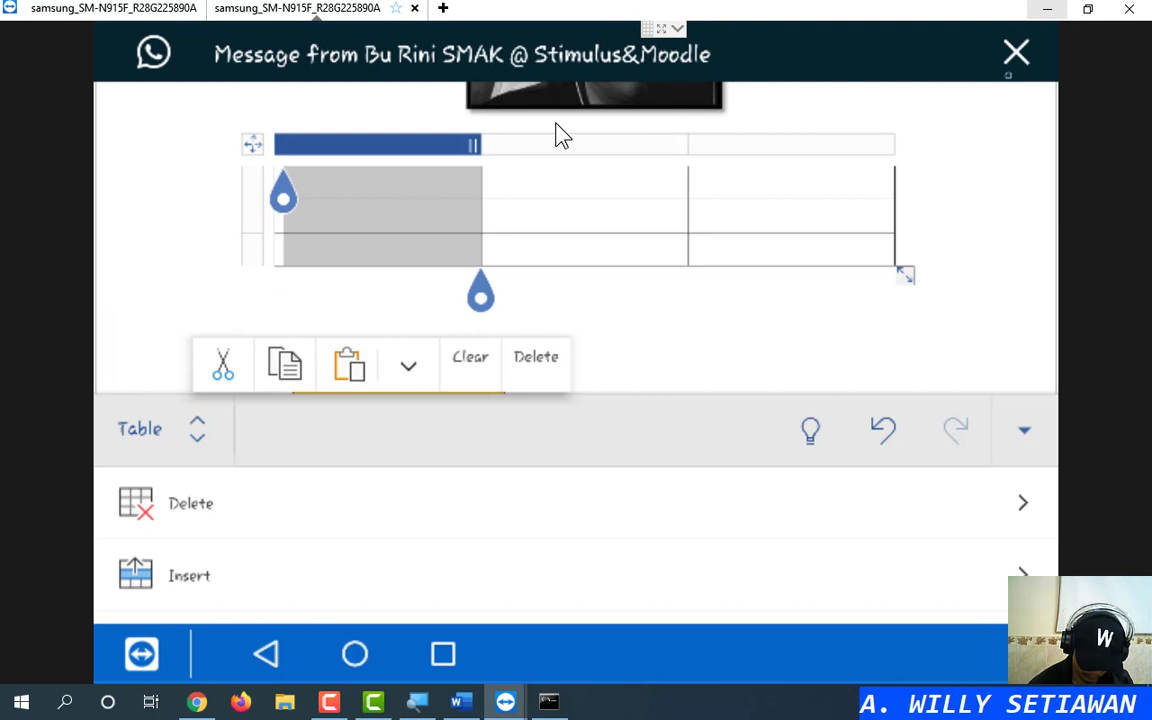 samsung_SM-N915F_R28G225890A
samsung_SM-N915F_R28G225890A
Message from Bu Rini SMAK @ Stimulus&Moodle
Clear
Delete
Table
Delete
Insert
W
A. WILLY SETIAWAN